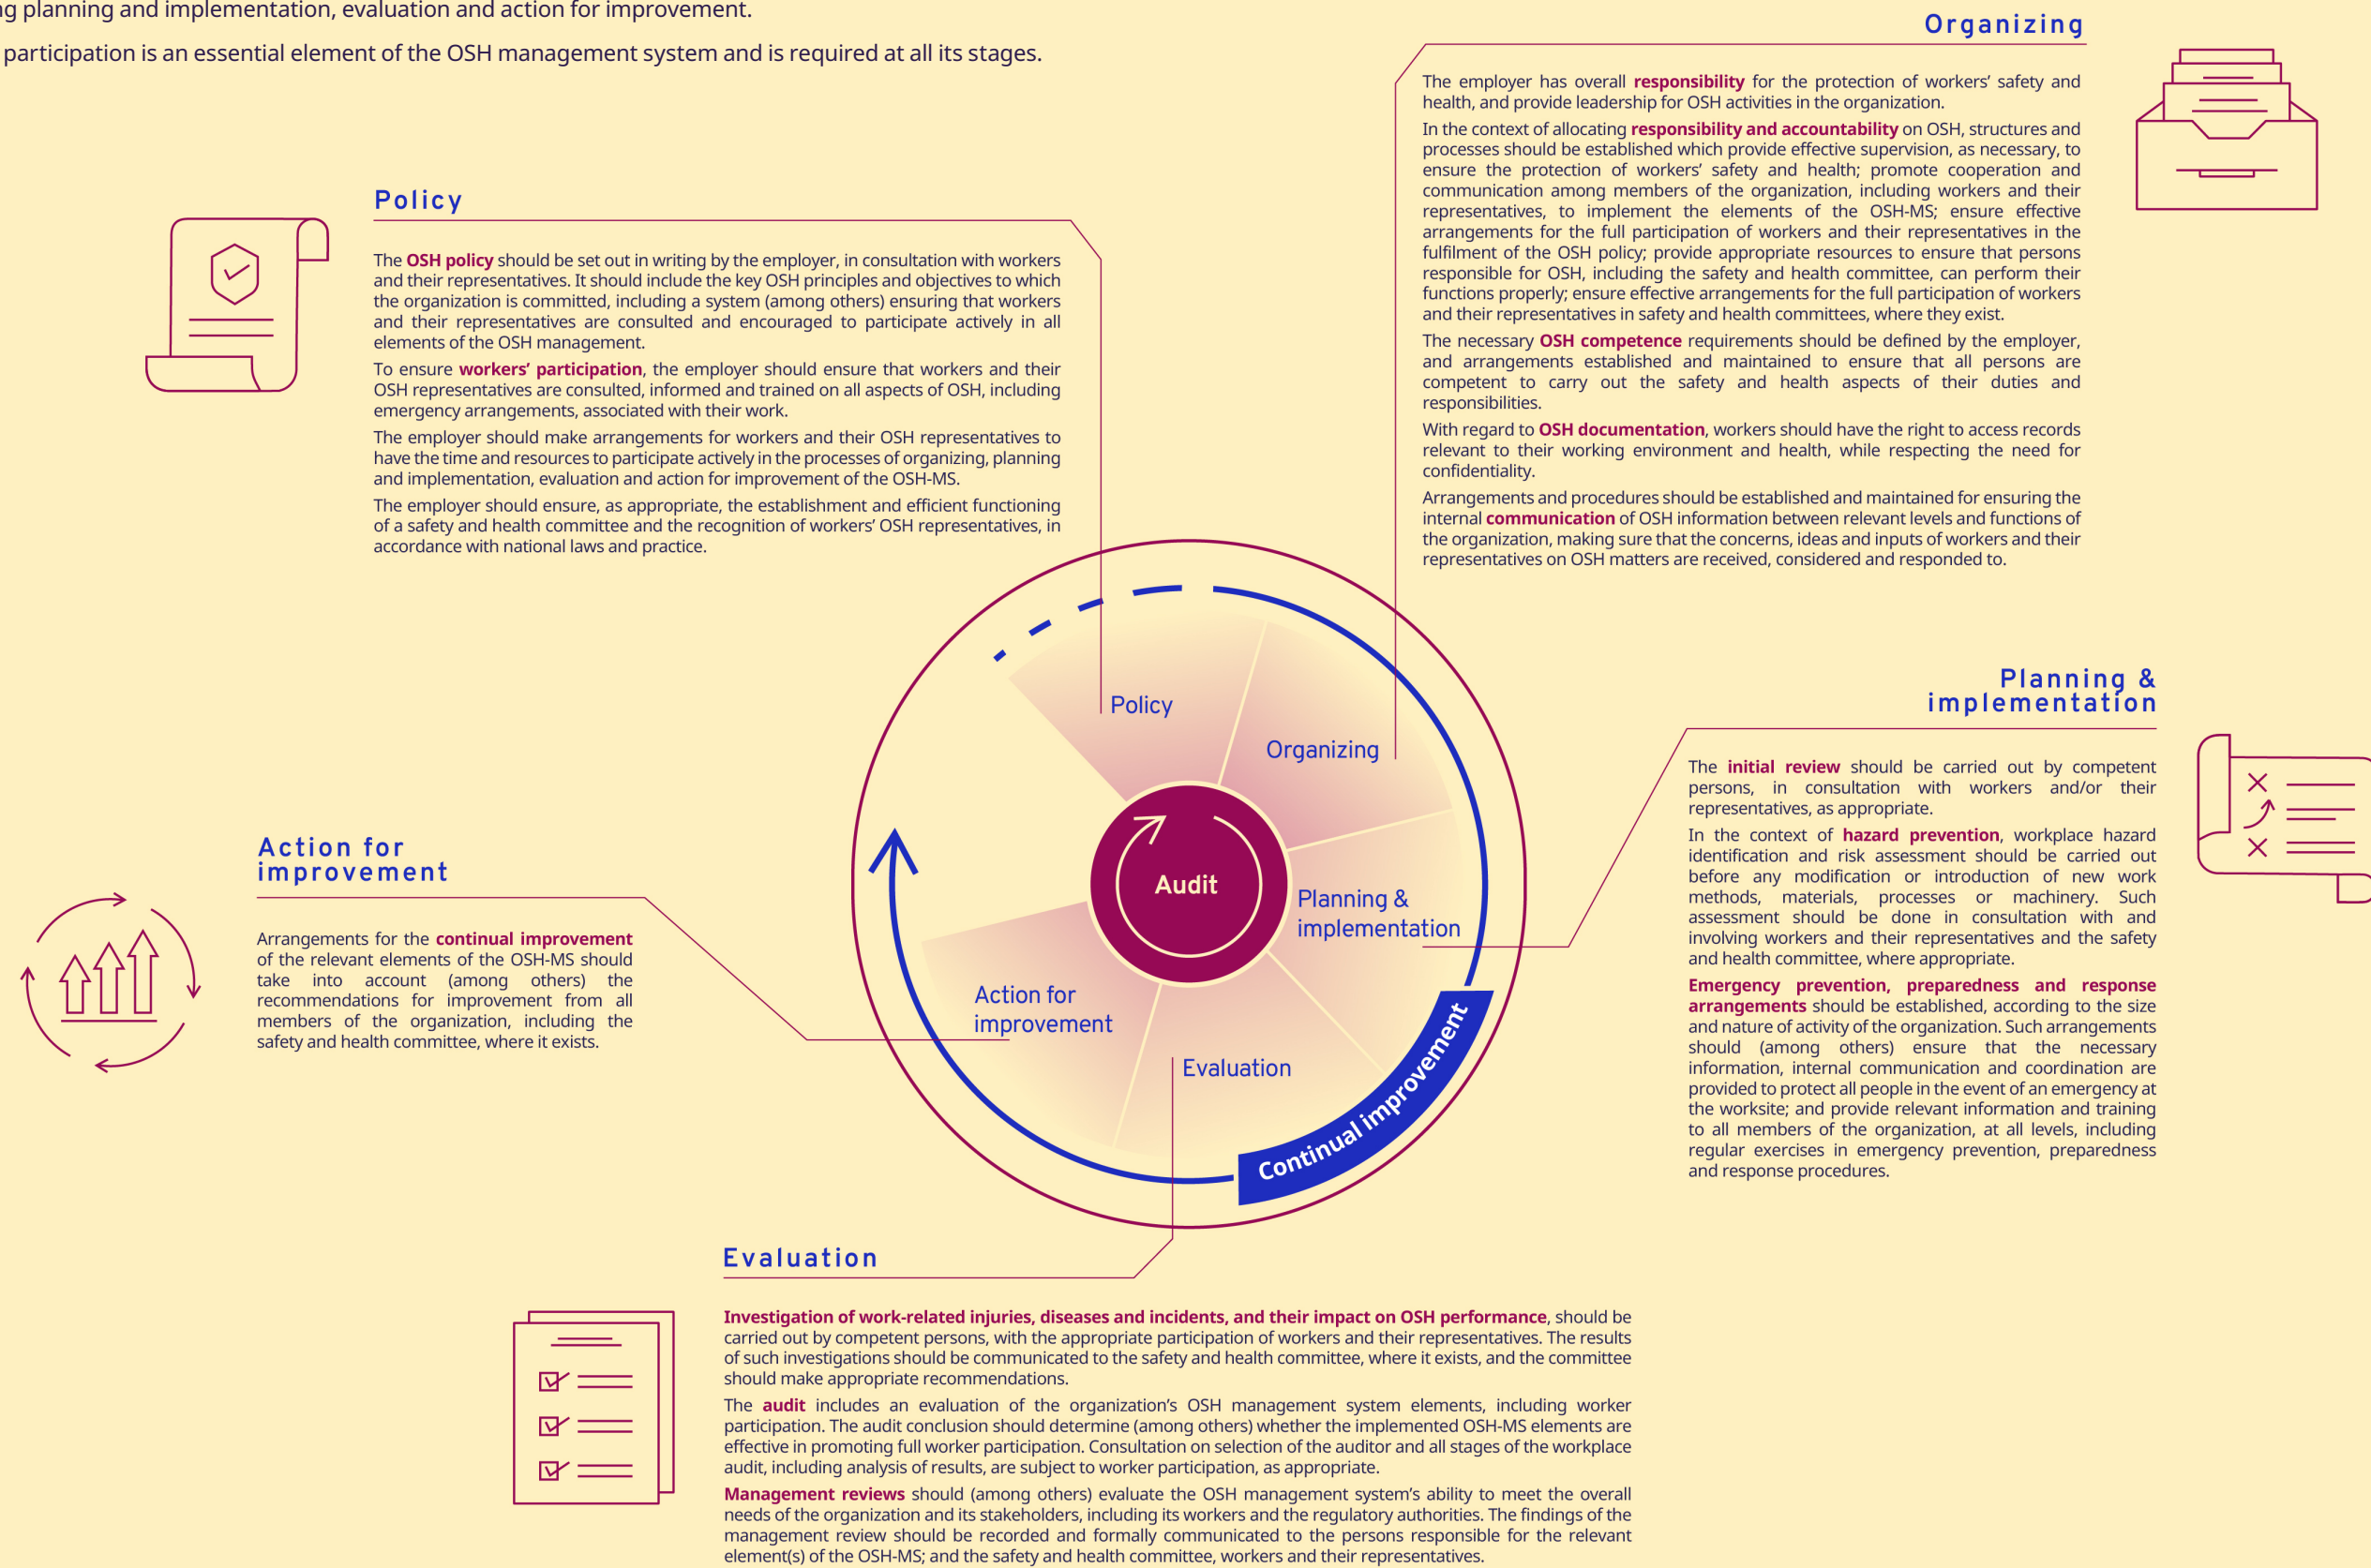 ng planning and implementation, evaluation and action for improvement.
participation is an essential element of the OSH management system and is required at all its stages.
Organizing
The employer has overall responsibility for the protection of workers’ safety and
health, and provide leadership for OSH activities in the organization.
In the context of allocating responsibility and accountability on OSH, structures and
processes should be established which provide effective supervision, as necessary, to
ensure the protection of workers’ safety and health; promote cooperation and
communication among members of the organization, including workers and their
representatives, to implement the elements of the OSH-MS; ensure effective
arrangements for the full participation of workers and their representatives in the
fulfilment of the OSH policy; provide appropriate resources to ensure that persons
responsible for OSH, including the safety and health committee, can perform their
functions properly; ensure effective arrangements for the full participation of workers
and their representatives in safety and health committees, where they exist.
The necessary OSH competence requirements should be defined by the employer,
and arrangements established and maintained to ensure that all persons are
competent to carry out the safety and health aspects of their duties and
responsibilities.
With regard to OSH documentation, workers should have the right to access records
relevant to their working environment and health, while respecting the need for
confidentiality.
Arrangements and procedures should be established and maintained for ensuring the
internal communication of OSH information between relevant levels and functions of
the organization, making sure that the concerns, ideas and inputs of workers and their
representatives on OSH matters are received, considered and responded to.
Policy
The OSH policy should be set out in writing by the employer, in consultation with workers
and their representatives. It should include the key OSH principles and objectives to which
the organization is committed, including a system (among others) ensuring that workers
and their representatives are consulted and encouraged to participate actively in all
elements of the OSH management.
To ensure workers’ participation, the employer should ensure that workers and their
OSH representatives are consulted, informed and trained on all aspects of OSH, including
emergency arrangements, associated with their work.
The employer should make arrangements for workers and their OSH representatives to
have the time and resources to participate actively in the processes of organizing, planning
and implementation, evaluation and action for improvement of the OSH-MS.
The employer should ensure, as appropriate, the establishment and efficient functioning
of a safety and health committee and the recognition of workers’ OSH representatives, in
accordance with national laws and practice.
Policy
Organizing
Planning &
implementation
Evaluation
Action for
improvement
Audit
Continual improvement
Planning &
implementation
The initial review should be carried out by competent
persons, in consultation with workers and/or their
representatives, as appropriate.
In the context of hazard prevention, workplace hazard
identification and risk assessment should be carried out
before any modification or introduction of new work
methods, materials, processes or machinery. Such
assessment should be done in consultation with and
involving workers and their representatives and the safety
and health committee, where appropriate.
Emergency prevention, preparedness and response
arrangements should be established, according to the size
and nature of activity of the organization. Such arrangements
should (among others) ensure that the necessary
information, internal communication and coordination are
provided to protect all people in the event of an emergency at
the worksite; and provide relevant information and training
to all members of the organization, at all levels, including
regular exercises in emergency prevention, preparedness
and response procedures.
Action for
improvement
Arrangements for the continual improvement
of the relevant elements of the OSH-MS should
take into account (among others) the
recommendations for improvement from all
members of the organization, including the
safety and health committee, where it exists.
Evaluation
Investigation of work-related injuries, diseases and incidents, and their impact on OSH performance, should be
carried out by competent persons, with the appropriate participation of workers and their representatives. The results
of such investigations should be communicated to the safety and health committee, where it exists, and the committee
should make appropriate recommendations.
The audit includes an evaluation of the organization’s OSH management system elements, including worker
participation. The audit conclusion should determine (among others) whether the implemented OSH-MS elements are
effective in promoting full worker participation. Consultation on selection of the auditor and all stages of the workplace
audit, including analysis of results, are subject to worker participation, as appropriate.
Management reviews should (among others) evaluate the OSH management system’s ability to meet the overall
needs of the organization and its stakeholders, including its workers and the regulatory authorities. The findings of the
management review should be recorded and formally communicated to the persons responsible for the relevant
element(s) of the OSH-MS; and the safety and health committee, workers and their representatives.